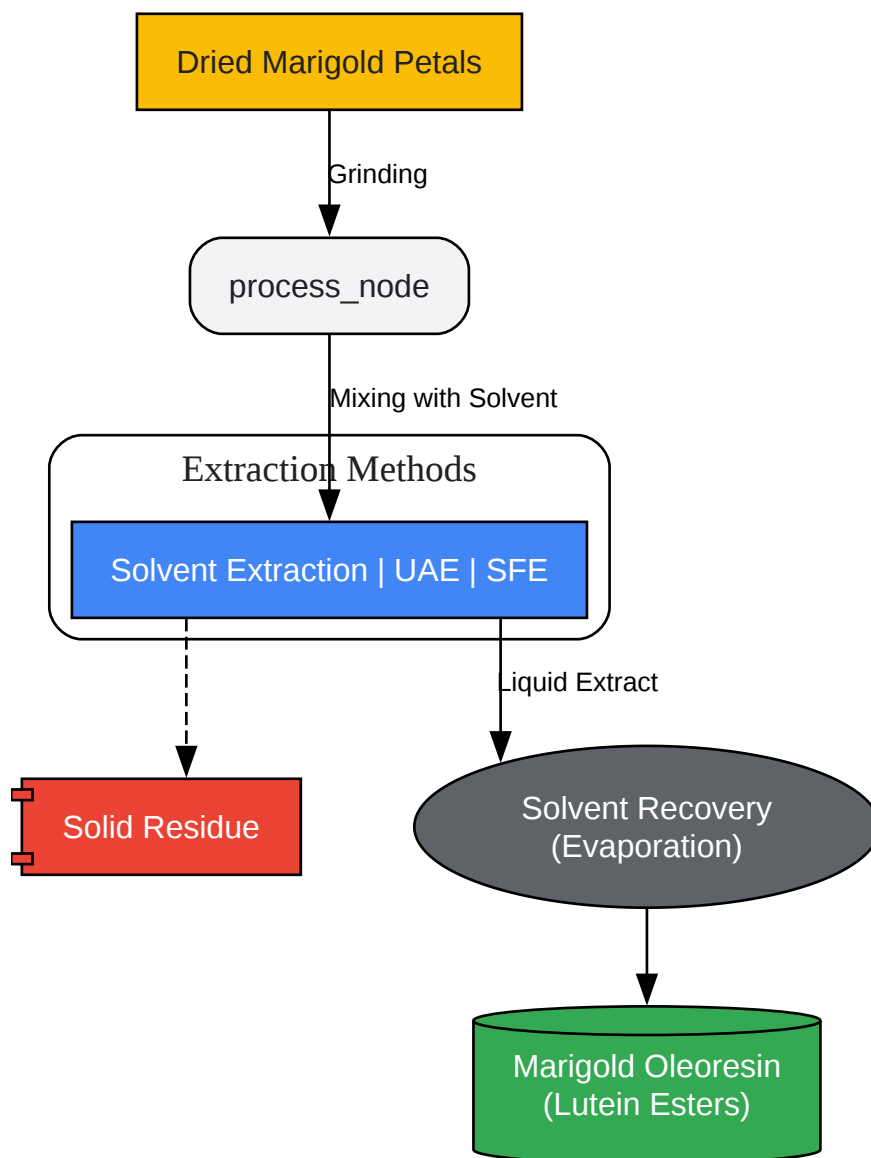 Dried Marigold Petals
Grinding
process_node
Mixing with Solvent
Extraction Methods
Solvent Extraction | UAE | SFE
Liquid Extract
Solid Residue
Solvent Recovery
(Evaporation)
Marigold Oleoresin
(Lutein Esters)